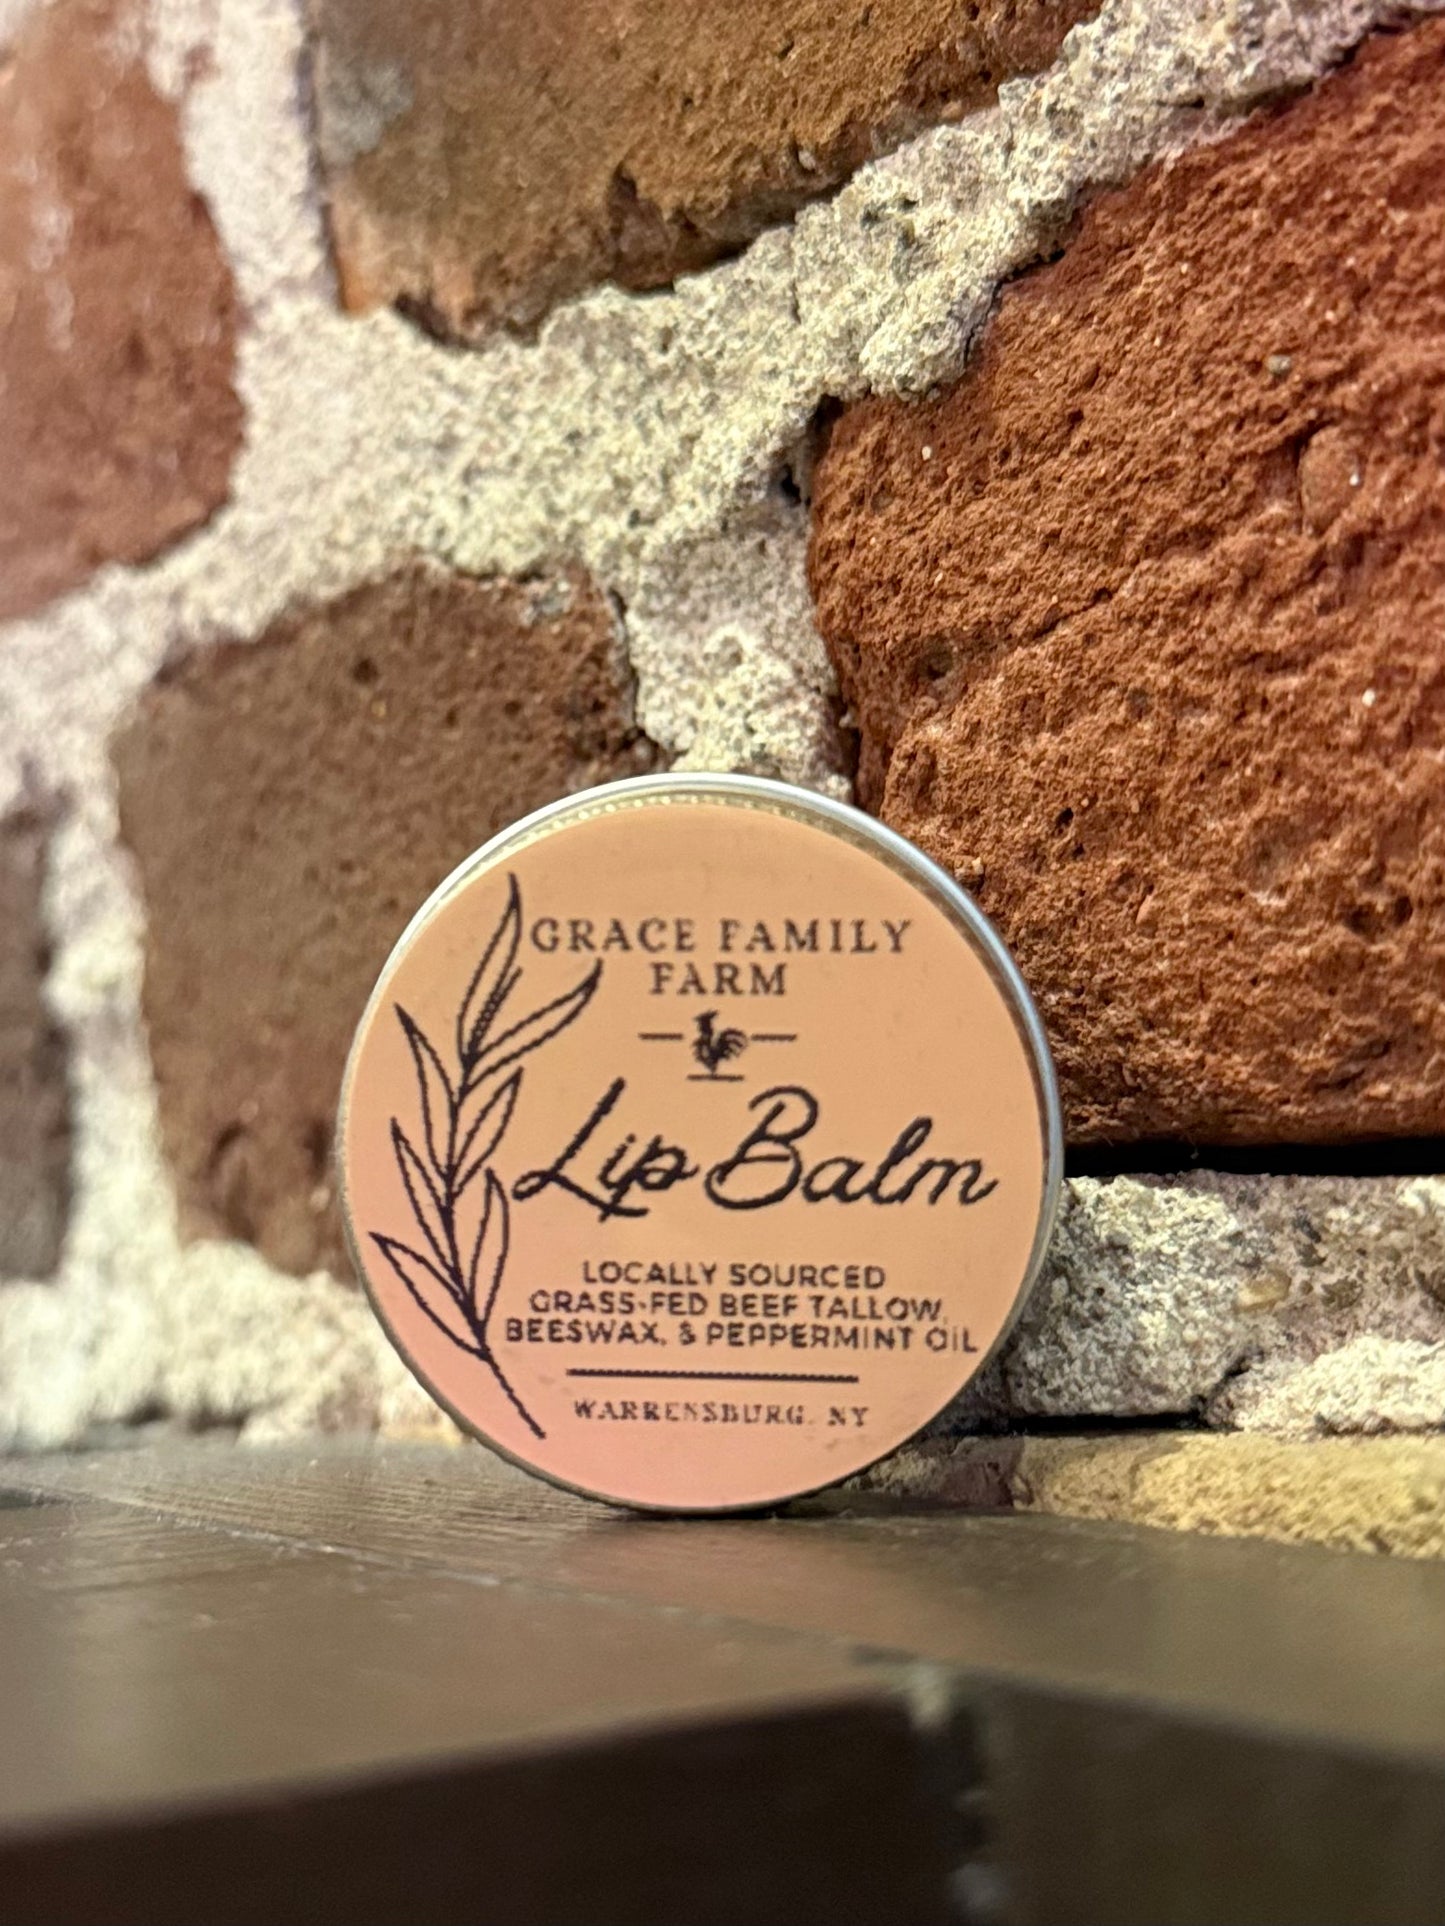 GRACE FAMILY
FARM
Lip Balm
LOCALLY SOURCED
GRASS-FED BEEF TALLOW,
BEESWAX, & PEPPERMINT OIL
WARRENSBURG, NY